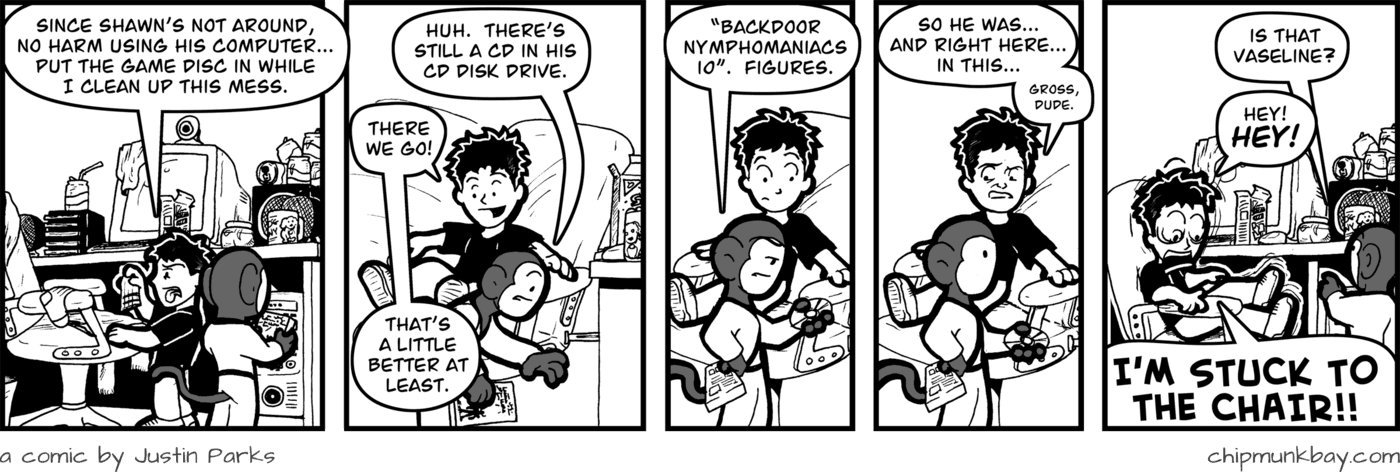 SINCE SHAWN'S NOT AROUND,
NO HARM USING HIS COMPUTER...
PUT THE GAME DISC IN WHILE
I CLEAN UP THIS MESS.
THERE
WE GO!
THAT'S
A LITTLE
BETTER AT
LEAST.
HUH. THERE'S
STILL A CD IN HIS
CD DISK DRIVE.
"BACKDOOR
NYMPHOMANIACS
10". FIGURES.
SO HE WAS...
AND RIGHT HERE...
IN THIS...
GROSS,
DUDE.
IS THAT
VASELINE?
HEY!
HEY!
I'M STUCK TO
THE CHAIR!!
a comic by Justin Parks
chipmunkbay.com